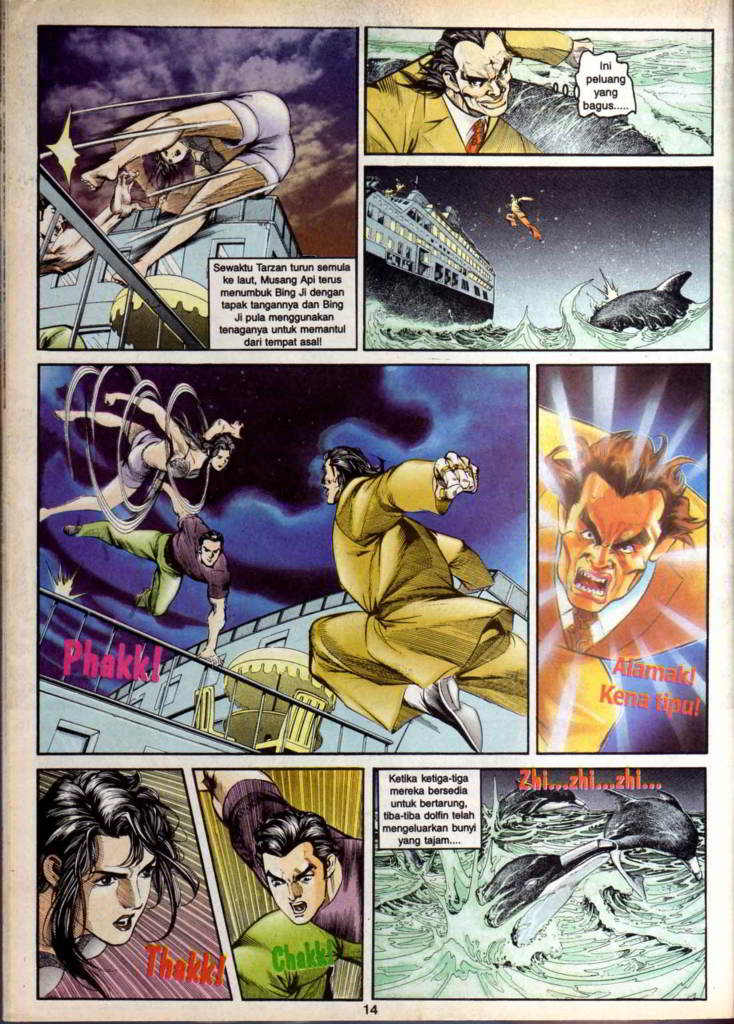 Sewaktu Tarzan turun semula
ke laut, Musang Api terus
menumbuk Bing Ji dengan
tapak tangannya dan Bing
Ji pula menggunakan
tenaganya untuk memantul
dari tempat asal!
Ini
peluang
yang
bagus.....
Phakk!
Alamak!
Kena tipu!
Thakk!
Chakk!
Ketika ketiga-tiga
mereka bersedia
untuk bertarung,
tiba-tiba dolfin telah
mengeluarkan bunyi
yang tajam....
Zhi...zhi...zhi...
14